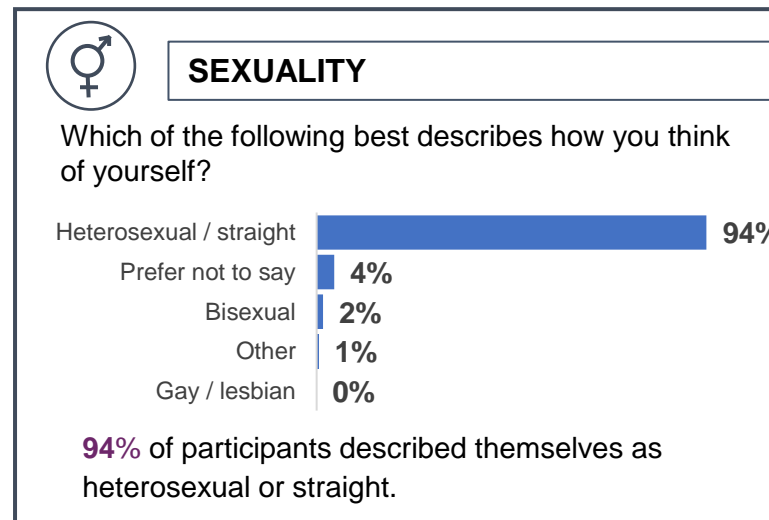 SEXUALITY
Which of the following best describes how you think
of yourself?
Heterosexual / straight 94%
Prefer not to say 4%
Bisexual 2%
Other 1%
Gay / lesbian 0%
94% of participants described themselves as
heterosexual or straight.